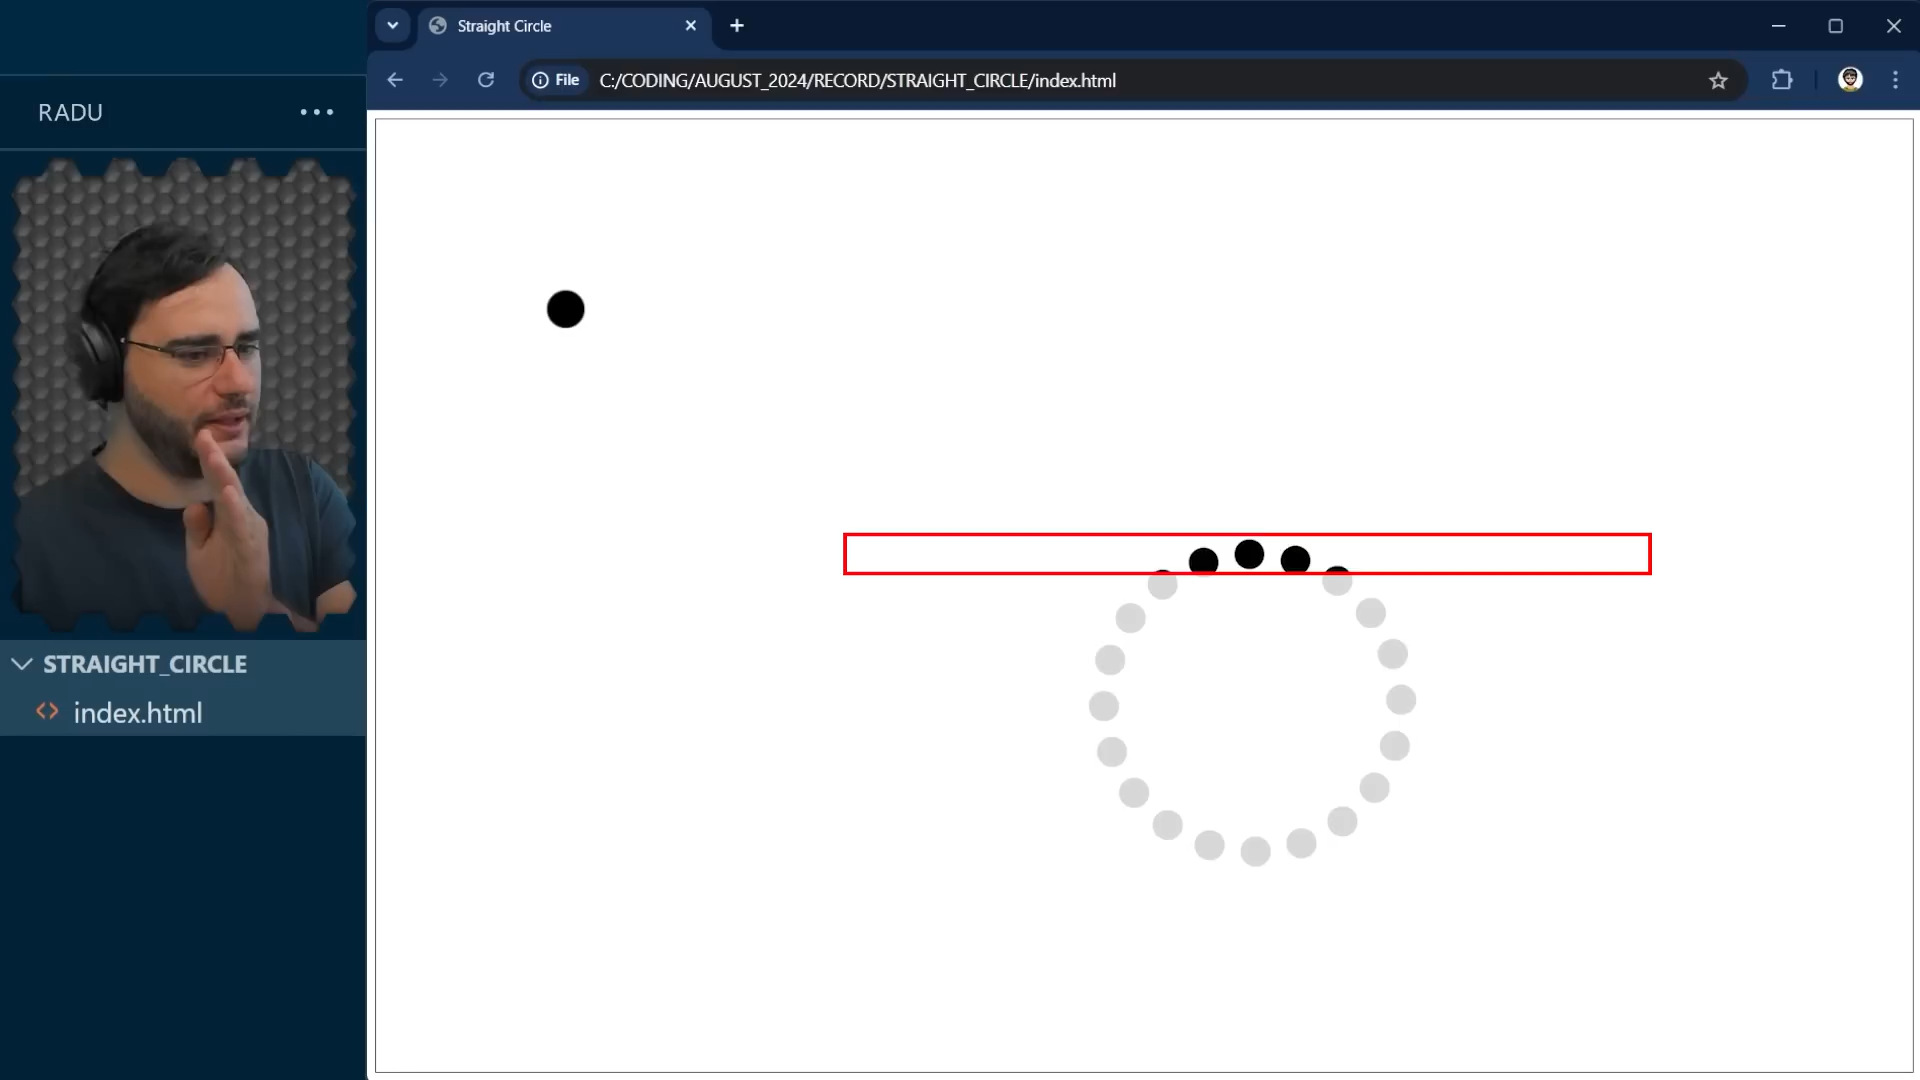 Straight Circle
File
C:/CODING/AUGUST_2024/RECORD/STRAIGHT_CIRCLE/index.html
RADU
STRAIGHT_CIRCLE
index.html